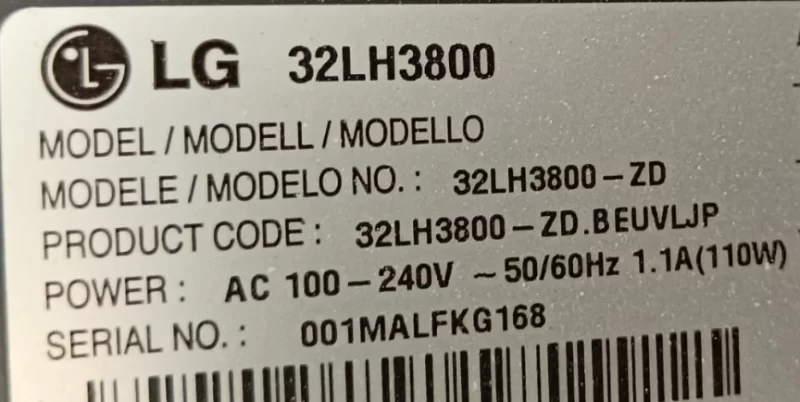 LG 32LH3800
MODEL / MODELL / MODELLO
MODELE / MODELO NO. : 32LH3800-ZD
PRODUCT CODE : 32LH3800-ZD.BEUVLJP
POWER : AC 100-240V ~50/60Hz 1.1A(110W)
SERIAL NO. : 001MALFKG168